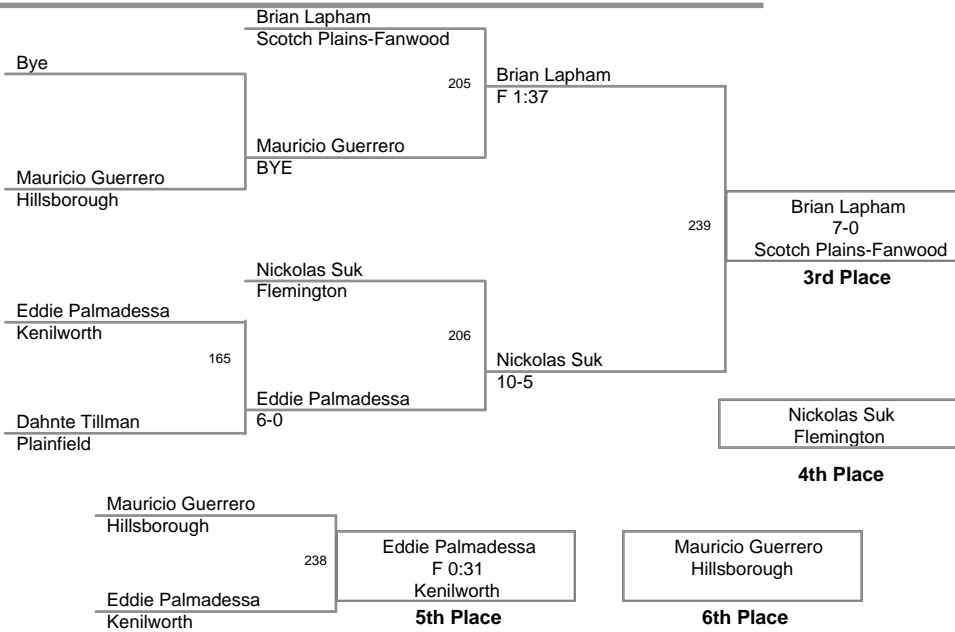 Brian Lapham
Scotch Plains-Fanwood
Bye
205
Brian Lapham
F 1:37
Mauricio Guerrero
BYE
Mauricio Guerrero
Hillsborough
239
Brian Lapham
7-0
Scotch Plains-Fanwood
3rd Place
Nickolas Suk
Flemington
Eddie Palmadessa
Kenilworth
165
206
Nickolas Suk
10-5
Eddie Palmadessa
6-0
Dahnte Tillman
Plainfield
Nickolas Suk
Flemington
4th Place
Mauricio Guerrero
Hillsborough
238
Eddie Palmadessa
F 0:31
Kenilworth
5th Place
Mauricio Guerrero
Hillsborough
6th Place
Eddie Palmadessa
Kenilworth